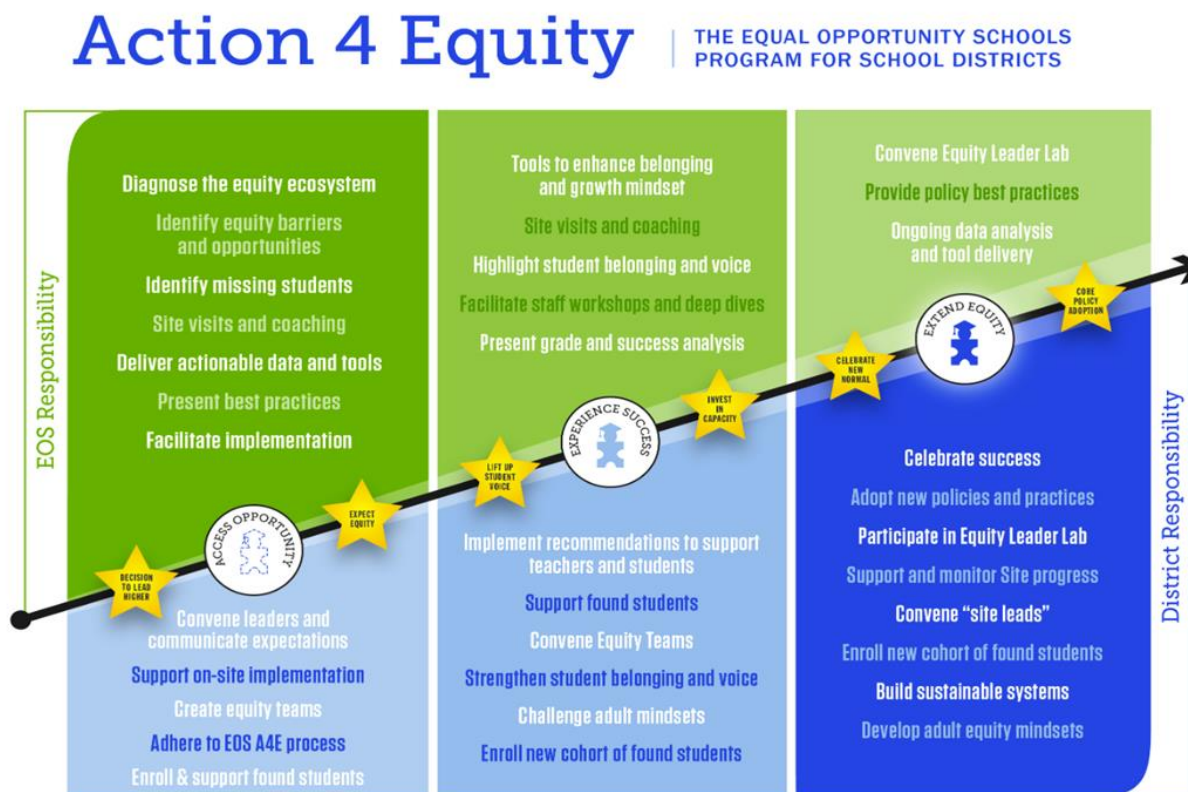 Action 4 Equity
THE EQUAL OPPORTUNITY SCHOOLS
PROGRAM FOR SCHOOL DISTRICTS
EOS Responsibility
Diagnose the equity ecosystem
Identify equity barriers
and opportunities
Identify missing students
Site visits and coaching
Deliver actionable data and tools
Present best practices
Facilitate implementation
Tools to enhance belonging
and growth mindset
Site visits and coaching
Highlight student belonging and voice
Facilitate staff workshops and deep dives
Present grade and success analysis
Convene Equity Leader Lab
Provide policy best practices
Ongoing data analysis
and tool delivery
DECISION
TO LEAD
HIGHER
ACCESS OPPORTUNITY
EXPECT
EQUITY
LIFT UP
STUDENT
VOICE
EXPERIENCE SUCCESS
INVEST
IN
CAPACITY
CELEBRATE
NEW
NORMAL
EXTEND EQUITY
CORE
POLICY
ADOPTION
Convene leaders and
communicate expectations
Support on-site implementation
Create equity teams
Adhere to EOS A4E process
Enroll & support found students
Implement recommendations to support
teachers and students
Support found students
Convene Equity Teams
Strengthen student belonging and voice
Challenge adult mindsets
Enroll new cohort of found students
Celebrate success
Adopt new policies and practices
Participate in Equity Leader Lab
Support and monitor Site progress
Convene “site leads”
Enroll new cohort of found students
Build sustainable systems
Develop adult equity mindsets
District Responsibility